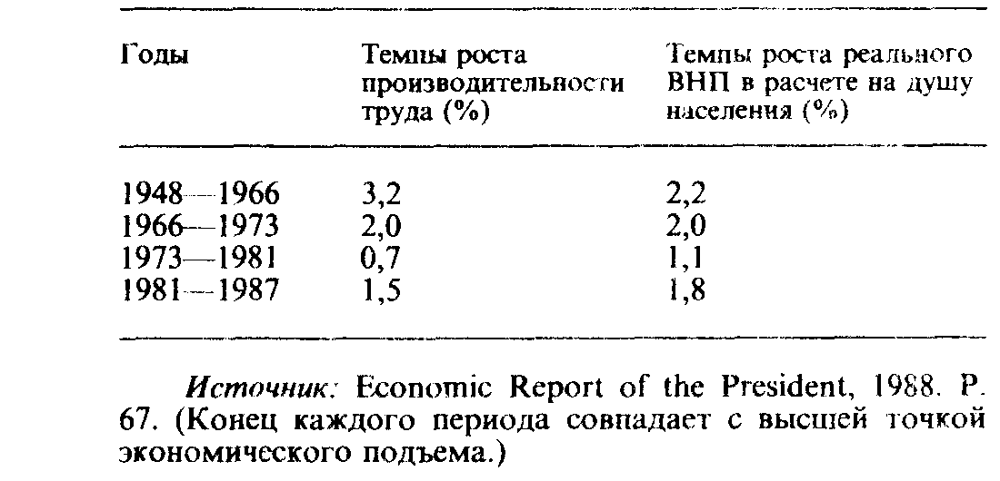 Годы Темпы роста Темпы роста реального
производительности ВНП в расчете на душу
труда (%) населения (%)
1948—1966 3,2 2,2
1966—1973 2,0 2,0
1973—1981 0,7 1,1
1981—1987 1,5 1,8
Источник: Economic Report of the President, 1988. P.
67. (Конец каждого периода совпадает с высшей точкой
экономического подъема.)